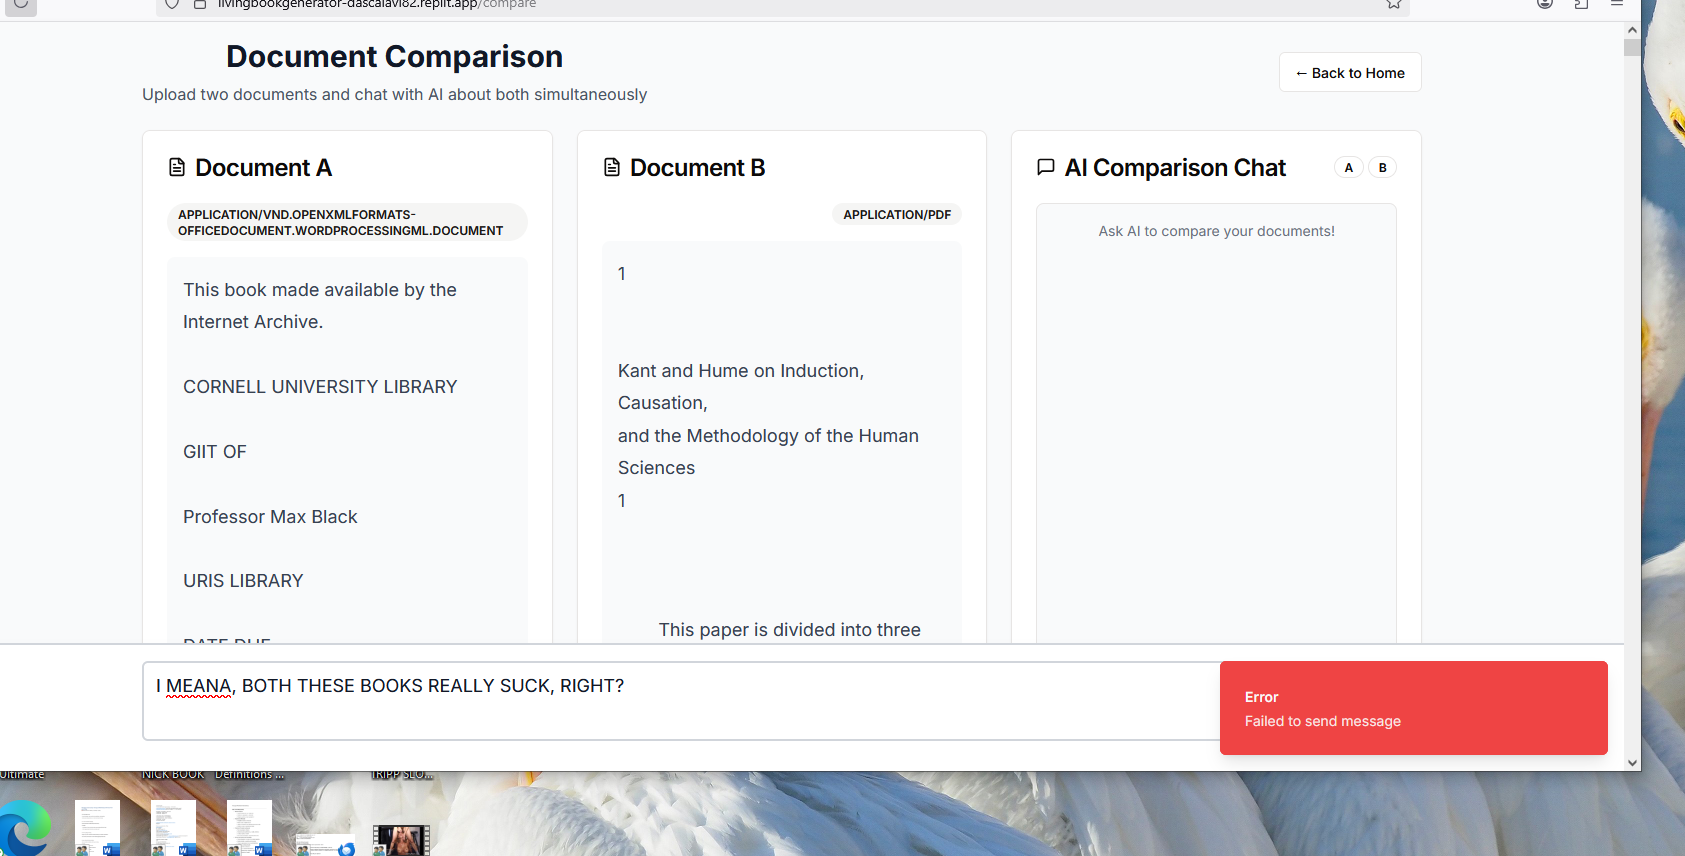 livingbookgenerator-dascalavi82.replit.app/compare
Document Comparison
Upload two documents and chat with AI about both simultaneously
← Back to Home
Document A
APPLICATION/VND.OPENXMLFORMATS-
OFFICEDOCUMENT.WORDPROCESSINGML.DOCUMENT
This book made available by the
Internet Archive.
CORNELL UNIVERSITY LIBRARY
GIIT OF
Professor Max Black
URIS LIBRARY
DATE DUE
Document B
APPLICATION/PDF
1
Kant and Hume on Induction,
Causation,
and the Methodology of the Human
Sciences
1
This paper is divided into three
AI Comparison Chat
A
B
Ask AI to compare your documents!
I MEANA, BOTH THESE BOOKS REALLY SUCK, RIGHT?
Error
Failed to send message
Ultimate
NICK BOOK
Definitions ...
TRIPP SLO...